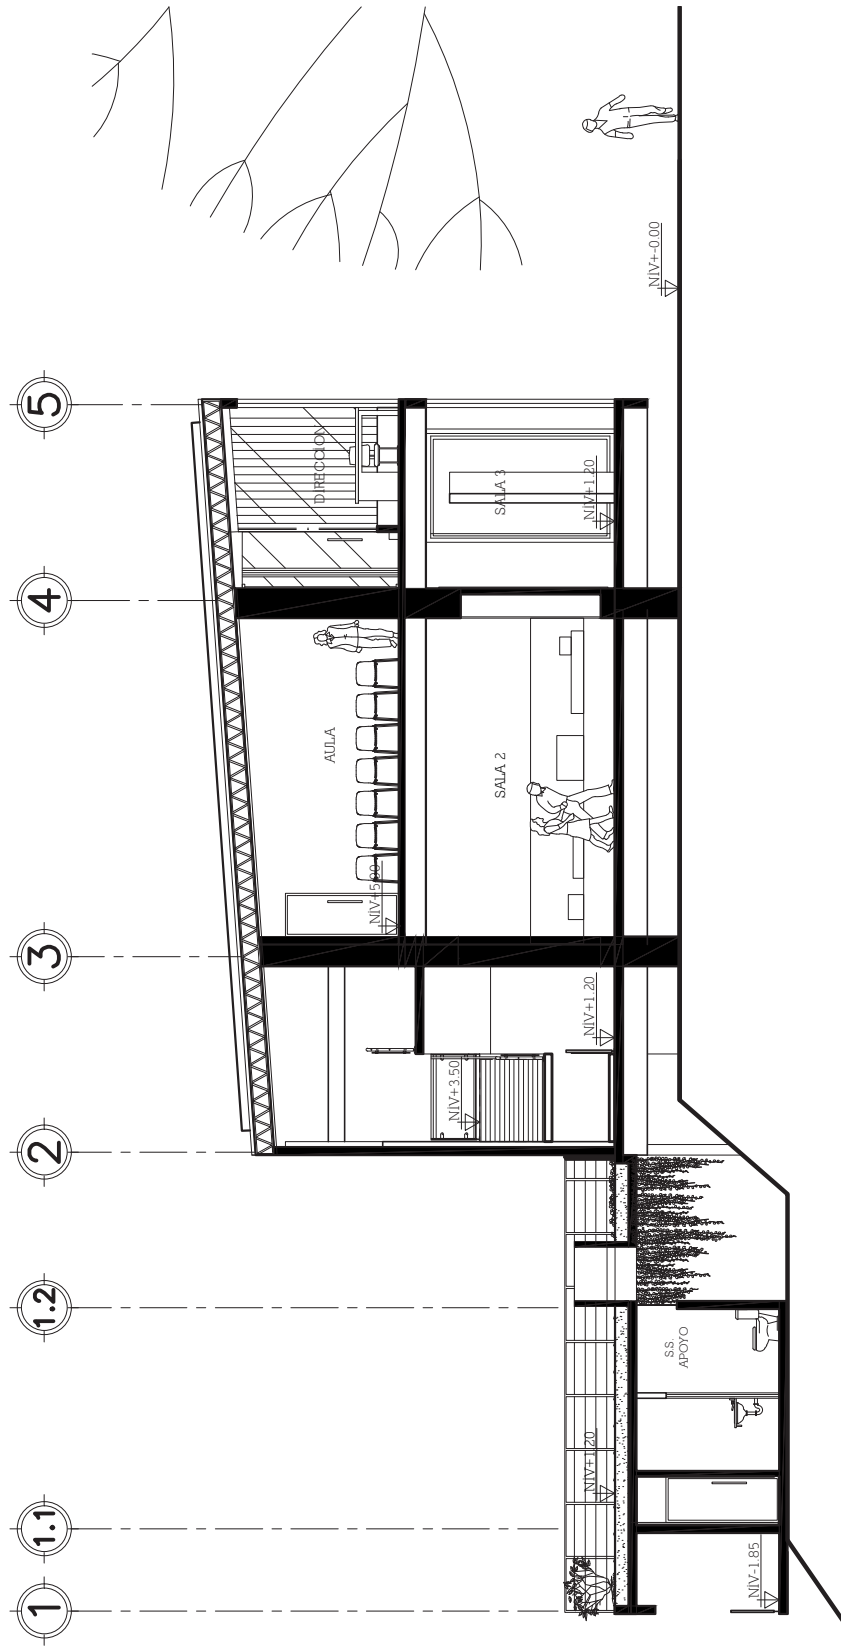 1
1.1
1.2
2
3
4
5
DIRECCION
AULA
NIV+5.00
SALA 3
SALA 2
NIV+3.50
NIV+1.20
NIV+1.20
NIV+1.20
NIV+-0.00
S.S.
APOYO
NIV-1.85